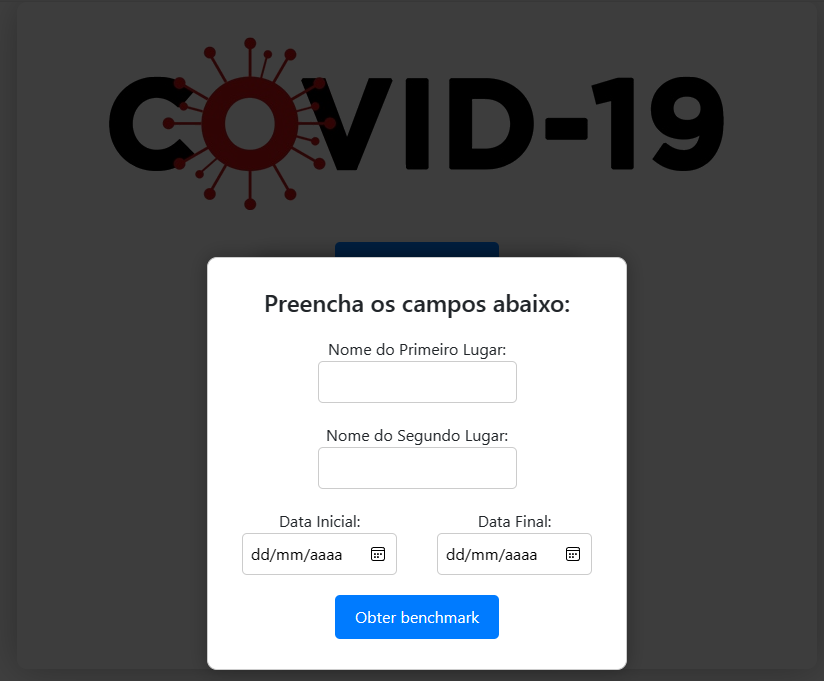 COVID-19
Preencha os campos abaixo:
Nome do Primeiro Lugar:
Nome do Segundo Lugar:
Data Inicial: Data Final:
dd/mm/aaaa dd/mm/aaaa
Obter benchmark